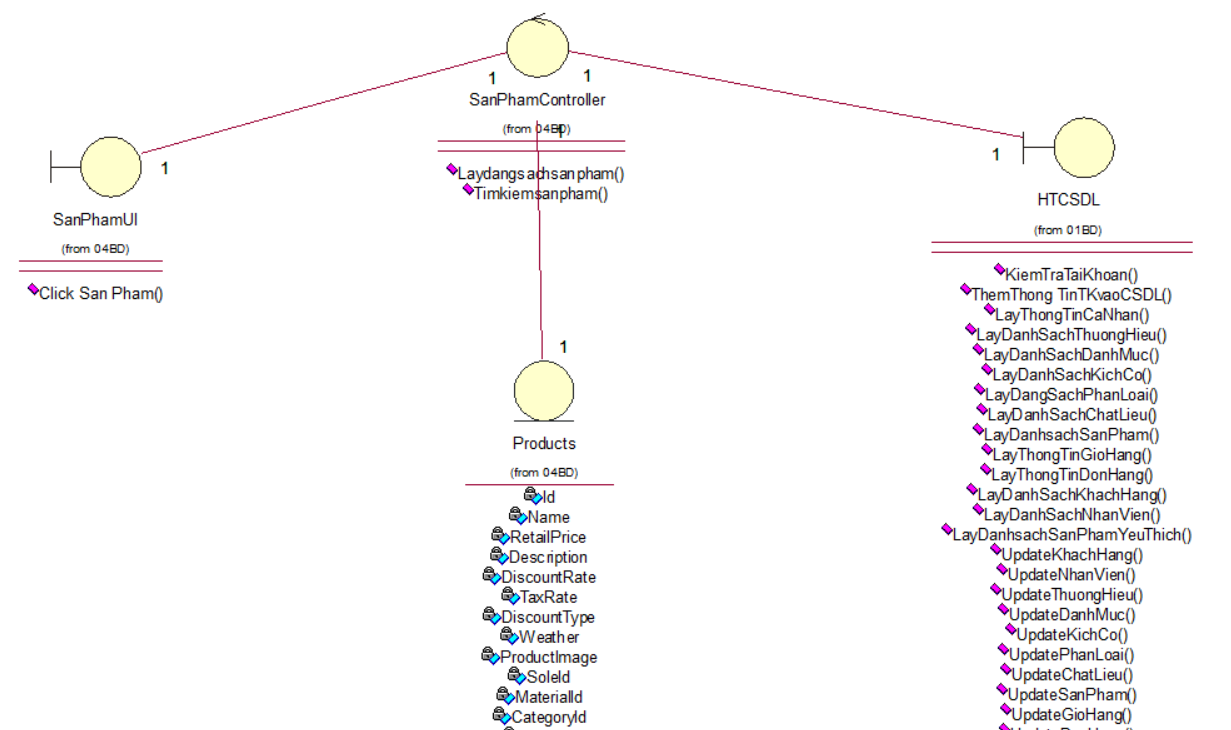 1
1
SanPhamController
(from 04BD)
1
Laydangsachsanpham()
Timkiemsanpham()
1
SanPhamUI
(from 04BD)
Click San Pham()
1
HTCSDL
(from 01BD)
KiemTraTaiKhoan()
ThemThong TinTKvaoCSDL()
LayThongTinCaNhan()
LayDanhSachThuongHieu()
LayDanhSachDanhMuc()
LayDanhSachKichCo()
LayDangSachPhanLoai()
LayDanhSachChatLieu()
LayDanhsachSanPham()
LayThongTinGioHang()
LayThongTinDonHang()
LayDanhSachKhachHang()
LayDanhSachNhanVien()
LayDanhsachSanPhamYeuThich()
UpdateKhachHang()
UpdateNhanVien()
UpdateThuongHieu()
UpdateDanhMuc()
UpdateKichCo()
UpdatePhanLoai()
UpdateChatLieu()
UpdateSanPham()
UpdateGioHang()
1
Products
(from 04BD)
Id
Name
RetailPrice
Description
DiscountRate
TaxRate
DiscountType
Weather
ProductImage
SoleId
MaterialId
CategoryId